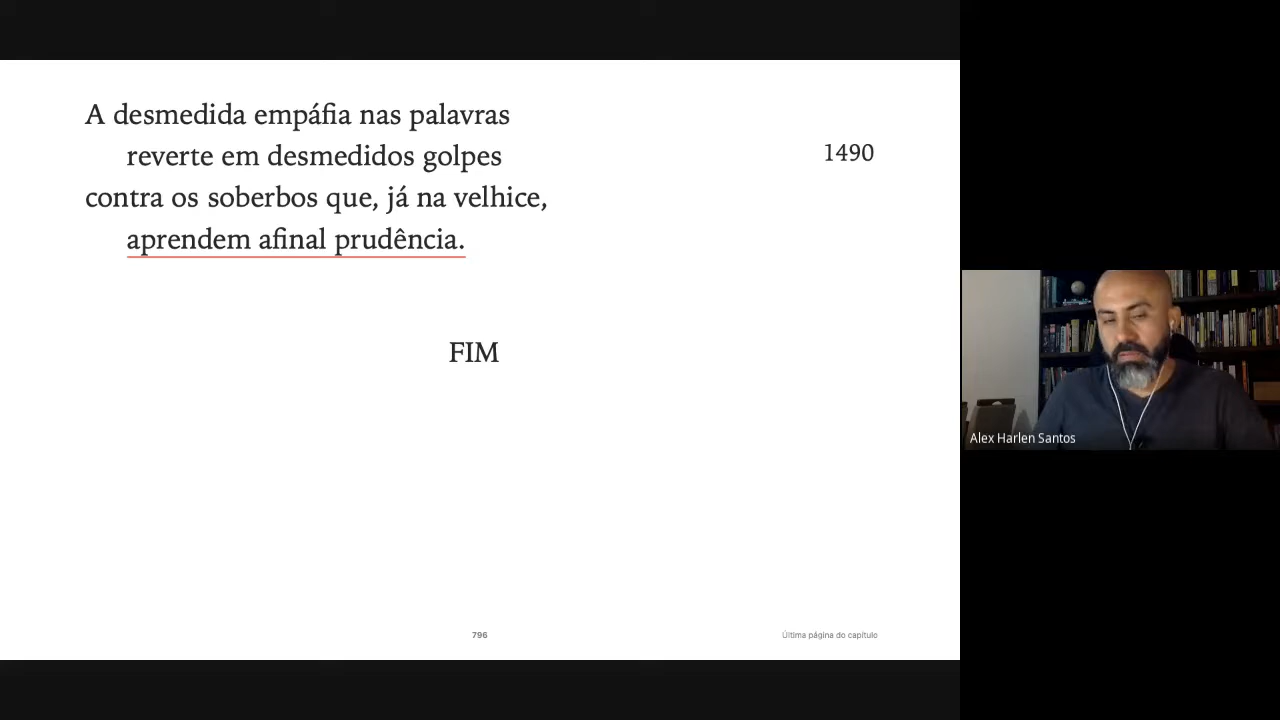 A desmedida empáfia nas palavras
reverte em desmedidos golpes
1490
contra os soberbos que, já na velhice,
aprendem afinal prudência.
FIM
796
Última página do capítulo
Alex Harlen Santos